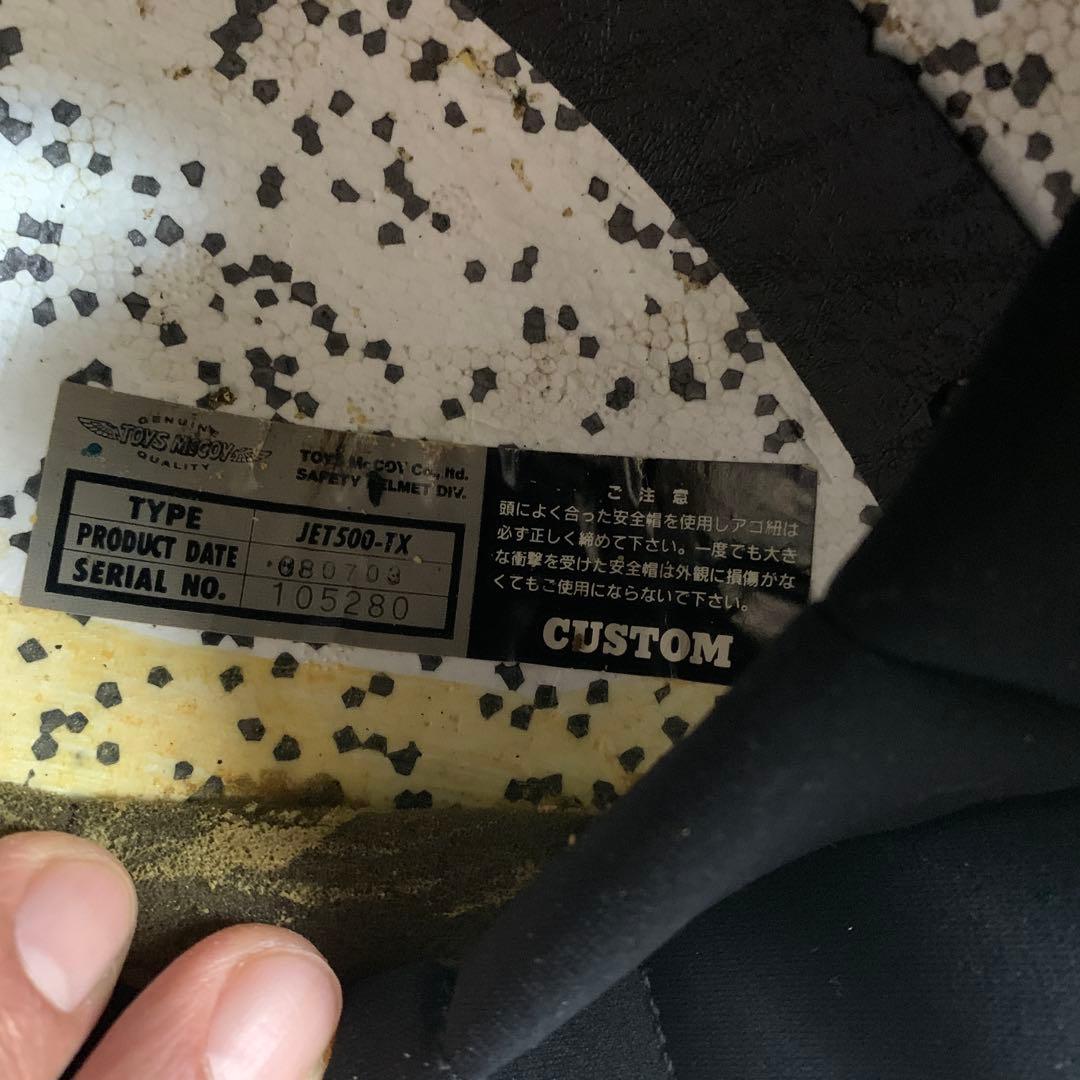 GENUINE
TOYS McCOY
QUALITY
TOYS McCOY Co., ltd.
SAFETY HELMET DIV.
TYPE JET500-TX
PRODUCT DATE 080703
SERIAL NO. 105280
ご注意
頭によく合った安全帽を使用しアゴ紐は
必ず正しく締めて下さい。一度でも大き
な衝撃を受けた安全帽は外観に損傷がな
くてもご使用にならないで下さい。
CUSTOM